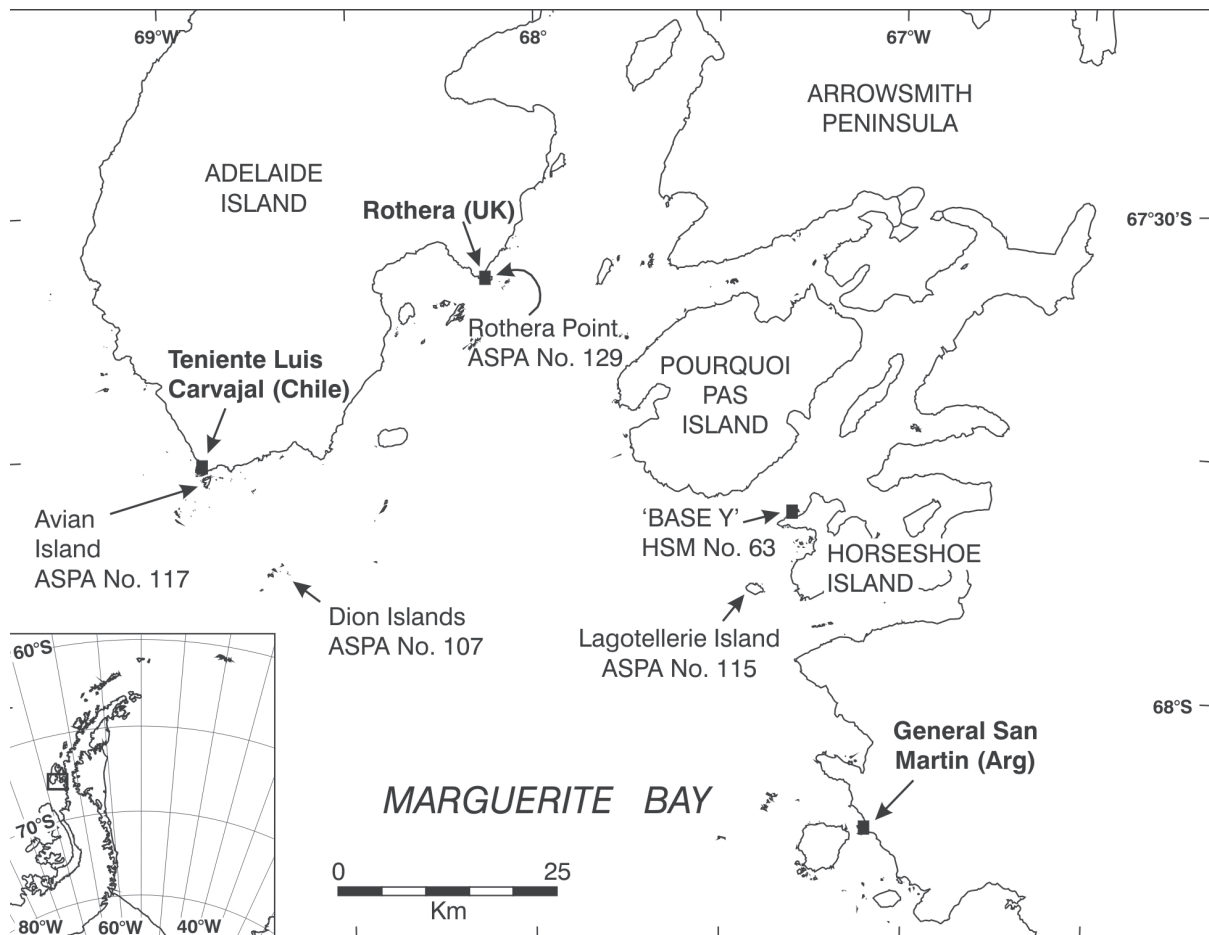 69°W
68°
67°W
ARROWSMITH
PENINSULA
ADELAIDE
ISLAND
Rothera (UK)
67°30'S
Rothera Point
ASPA No. 129
Teniente Luis
Carvajal (Chile)
POURQUOI
PAS
ISLAND
Avian
Island
ASPA No. 117
'BASE Y'
HSM No. 63
HORSESHOE
ISLAND
Dion Islands
ASPA No. 107
Lagotellerie Island
ASPA No. 115
60°S
68°S
General San
Martin (Arg)
MARGUERITE BAY
70°S
0 25
Km
80°W 60°W 40°W